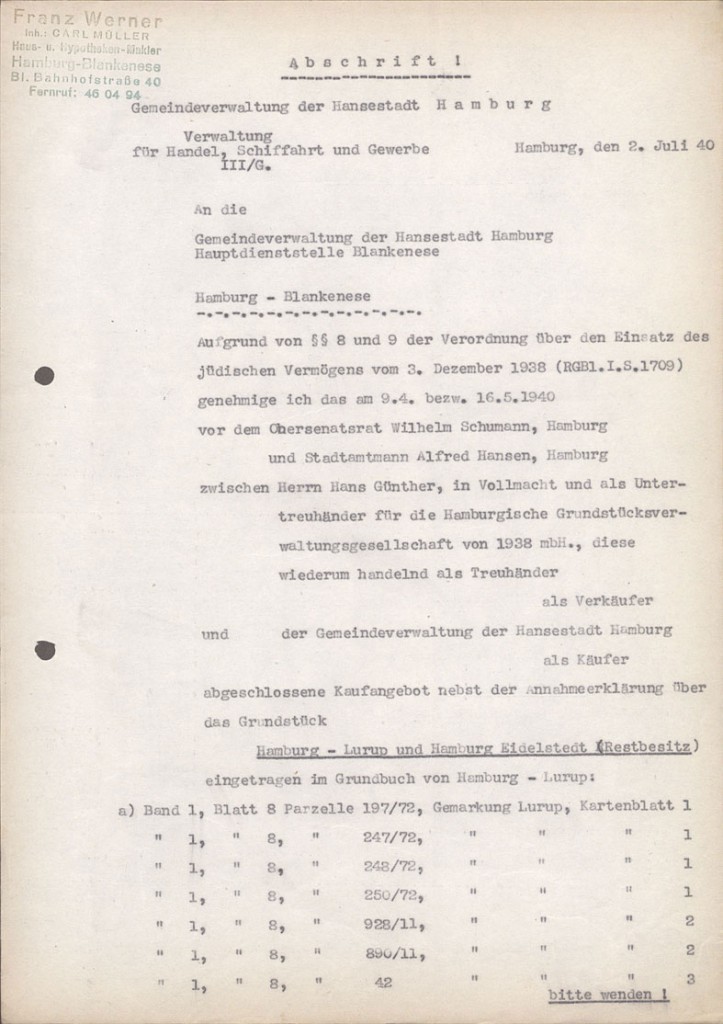 Franz Werner
Inh.: CARL MÜLLER
Haus- u. Hypotheken-Makler
Hamburg-Blankenese
Bl. Bahnhofstraße 40
Fernruf: 46 04 94
A b s c h r i f t !
Gemeindeverwaltung der Hansestadt H a m b u r g
Verwaltung
für Handel, Schiffahrt und Gewerbe Hamburg, den 2. Juli 40
III/G.
An die
Gemeindeverwaltung der Hansestadt Hamburg
Hauptdienststelle Blankenese
Hamburg - Blankenese
Aufgrund von §§ 8 und 9 der Verordnung über den Einsatz des
jüdischen Vermögens vom 3. Dezember 1938 (RGBl.I.S.1709)
genehmige ich das am 9.4. bezw. 16.5.1940
vor dem Obersenatsrat Wilhelm Schumann, Hamburg
und Stadtamtmann Alfred Hansen, Hamburg
zwischen Herrn Hans Günther, in Vollmacht und als Unter-
treuhänder für die Hamburgische Grundstücksver-
waltungsgesellschaft von 1938 mbH., diese
wiederum handelnd als Treuhänder
als Verkäufer
und der Gemeindeverwaltung der Hansestadt Hamburg
als Käufer
abgeschlossene Kaufangebot nebst der Annahmeerklärung über
das Grundstück
Hamburg - Lurup und Hamburg Eidelstedt (Restbesitz)
eingetragen im Grundbuch von Hamburg - Lurup:
a) Band 1, Blatt 8 Parzelle 197/72, Gemarkung Lurup, Kartenblatt 1
" 1, " 8, " 247/72, " " " 1
" 1, " 8, " 248/72, " " " 1
" 1, " 8, " 250/72, " " " 1
" 1, " 8, " 928/11, " " " 2
" 1, " 8, " 890/11, " " " 2
" 1, " 8, " 42 " " " 3
bitte wenden !